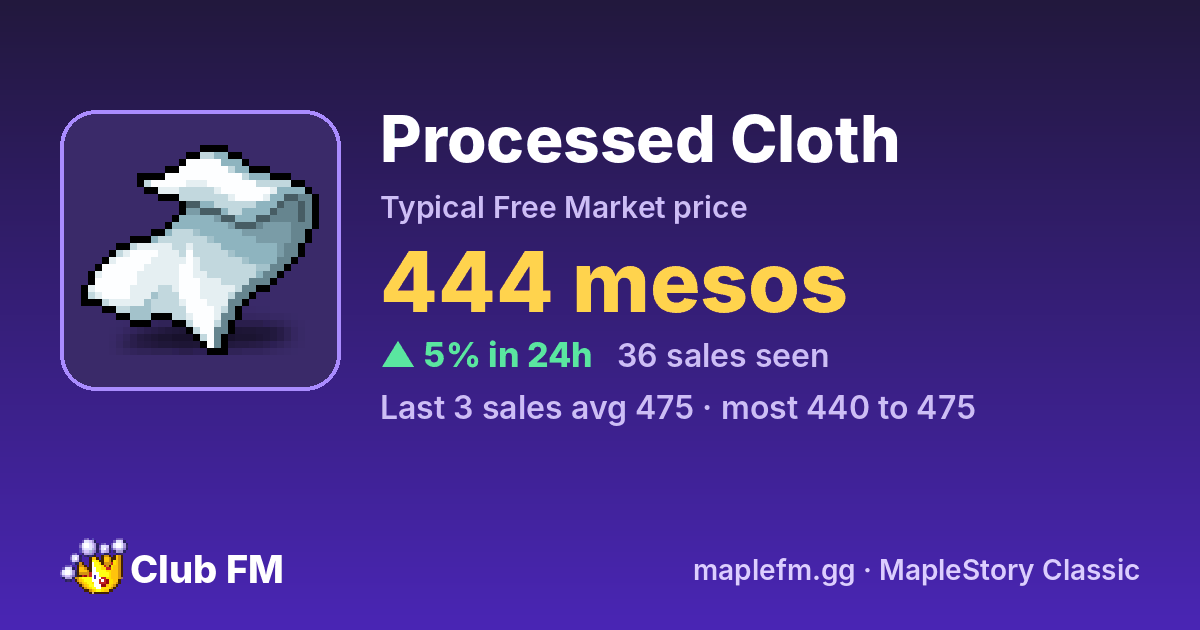 Processed Cloth
Typical Free Market price
444 mesos
▲ 5% in 24h 36 sales seen
Last 3 sales avg 475 · most 440 to 475
Club FM
maplefm.gg · MapleStory Classic